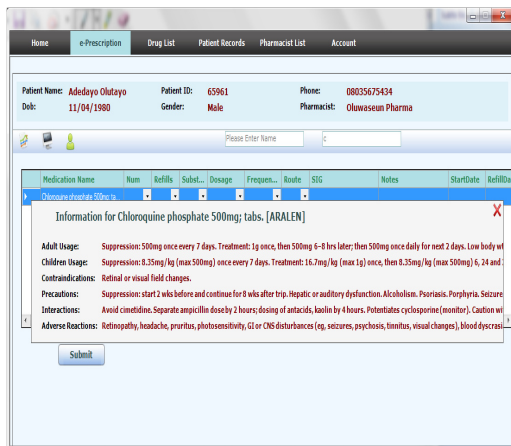 Home e-Prescription Drug List Patient Records Pharmacist List Account
Patient Name: Adedayo Olutayo Patient ID: 65961 Phone: 08035675434
Dob: 11/04/1980 Gender: Male Pharmacist: Oluwaseun Pharma
Please Enter Name c
Medication Name Num Refills Subst... Dosage Frequen... Route SIG Notes StartDate RefillDa
Chloroquine phosphate 500mg; ta...
Information for Chloroquine phosphate 500mg; tabs. [ARALEN] X
Adult Usage: Suppression: 500mg once every 7 days. Treatment: 1g once, then 500mg 6-8 hrs later; then 500mg once daily for next 2 days. Low body wt
Children Usage: Suppression: 8.35mg/kg (max 500mg) once every 7 days. Treatment: 16.7mg/kg (max 1g) once, then 8.35mg/kg (max 500mg) 6, 24 and
Contraindications: Retinal or visual field changes.
Precautions: Suppression: start 2 wks before and continue for 8 wks after trip. Hepatic or auditory dysfunction. Alcoholism. Psoriasis. Porphyria. Seizure
Interactions: Avoid cimetidine. Separate ampicillin dose by 2 hours; dosing of antacids, kaolin by 4 hours. Potentiates cyclosporine (monitor). Caution wi
Adverse Reactions: Retinopathy, headache, pruritus, photosensitivity, GI or CNS disturbances (eg, seizures, psychosis, tinnitus, visual changes), blood dyscrasi
Submit